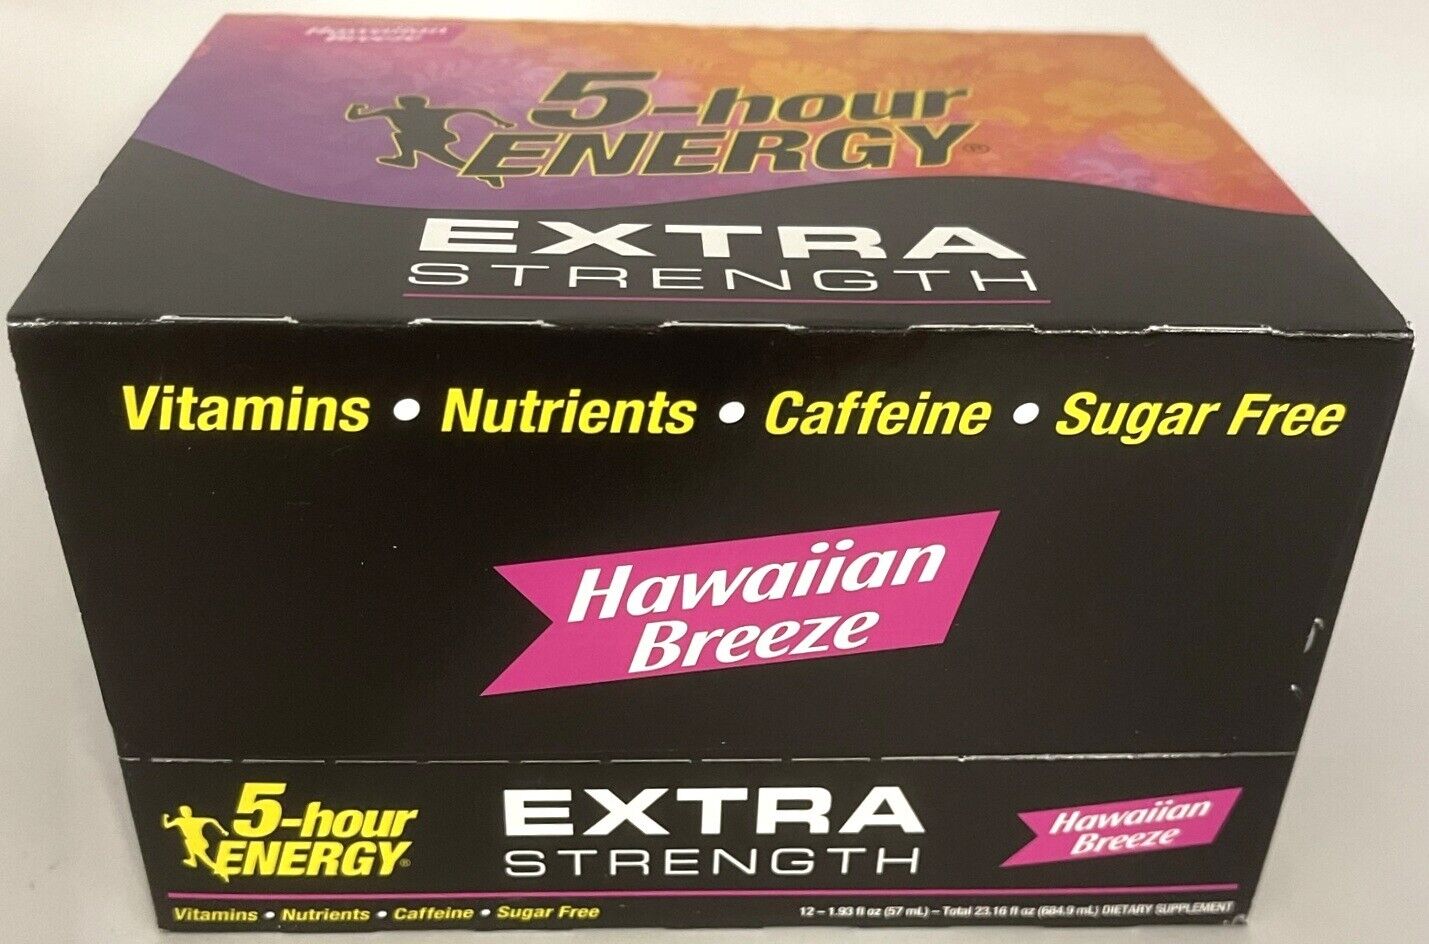 Hawaiian
Breeze
5-hour
ENERGY®
EXTRA
STRENGTH
Vitamins • Nutrients • Caffeine • Sugar Free
Hawaiian
Breeze
5-hour
ENERGY®
EXTRA
STRENGTH
Hawaiian
Breeze
Vitamins • Nutrients • Caffeine • Sugar Free
12 – 1.93 fl oz (57 mL) – Total 23.16 fl oz (684.9 mL) DIETARY SUPPLEMENT